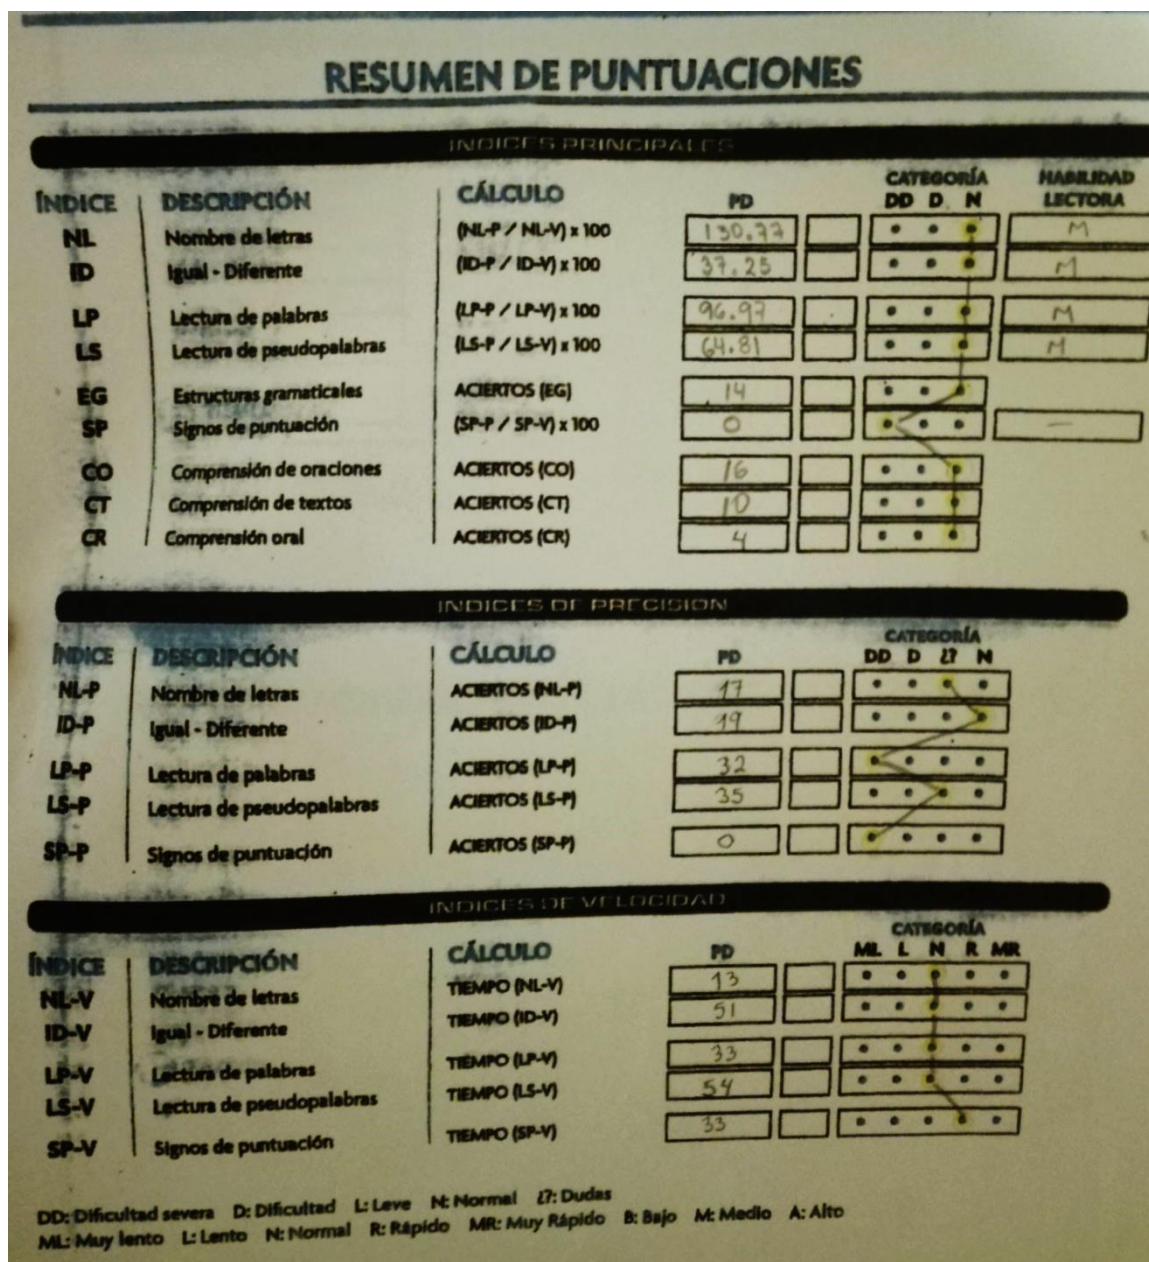 RESUMEN DE PUNTUACIONES
INDICES PRINCIPALES
CATEGORÍA HABILIDAD
ÍNDICE DESCRIPCIÓN CÁLCULO PD DD D N LECTORA
NL Nombre de letras (NL-P / NL-V) x 100 130.77 M
ID Igual - Diferente (ID-P / ID-V) x 100 37.25 M
LP Lectura de palabras (LP-P / LP-V) x 100 96.97 M
LS Lectura de pseudopalabras (LS-P / LS-V) x 100 64.81 M
EG Estructuras gramaticales ACIERTOS (EG) 14
SP Signos de puntuación (SP-P / SP-V) x 100 0 —
CO Comprensión de oraciones ACIERTOS (CO) 16
CT Comprensión de textos ACIERTOS (CT) 10
CR Comprensión oral ACIERTOS (CR) 4
INDICES DE PRECISION
CATEGORÍA
ÍNDICE DESCRIPCIÓN CÁLCULO PD DD D ¿? N
NL-P Nombre de letras ACIERTOS (NL-P) 17
ID-P Igual - Diferente ACIERTOS (ID-P) 19
LP-P Lectura de palabras ACIERTOS (LP-P) 32
LS-P Lectura de pseudopalabras ACIERTOS (LS-P) 35
SP-P Signos de puntuación ACIERTOS (SP-P) 0
INDICES DE VELOCIDAD
CATEGORÍA
ÍNDICE DESCRIPCIÓN CÁLCULO PD ML L N R MR
NL-V Nombre de letras TIEMPO (NL-V) 13
ID-V Igual - Diferente TIEMPO (ID-V) 51
LP-V Lectura de palabras TIEMPO (LP-V) 33
LS-V Lectura de pseudopalabras TIEMPO (LS-V) 54
SP-V Signos de puntuación TIEMPO (SP-V) 33
DD: Dificultad severa D: Dificultad L: Leve N: Normal ¿?: Dudas
ML: Muy lento L: Lento N: Normal R: Rápido MR: Muy Rápido B: Bajo M: Medio A: Alto